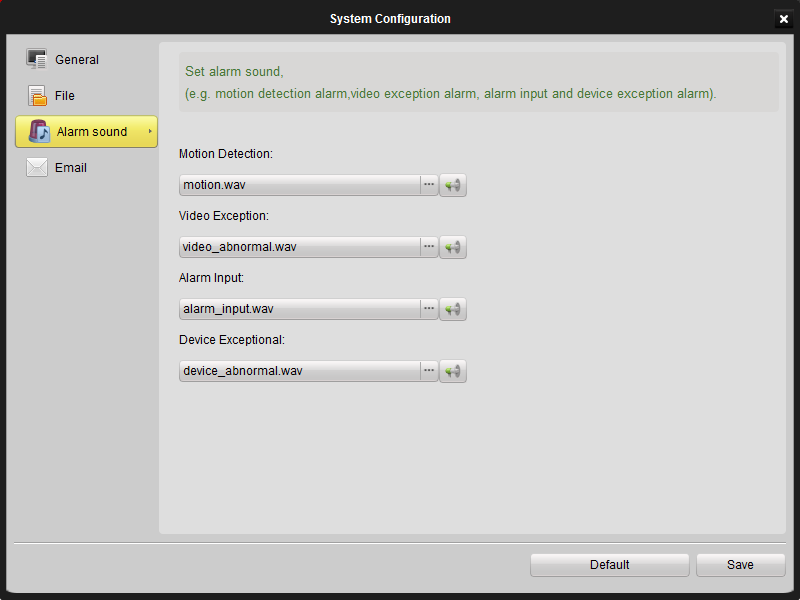 System Configuration
General
File
Alarm sound
Email
Set alarm sound,
(e.g. motion detection alarm,video exception alarm, alarm input and device exception alarm).
Motion Detection:
motion.wav
Video Exception:
video_abnormal.wav
Alarm Input:
alarm_input.wav
Device Exceptional:
device_abnormal.wav
Default
Save